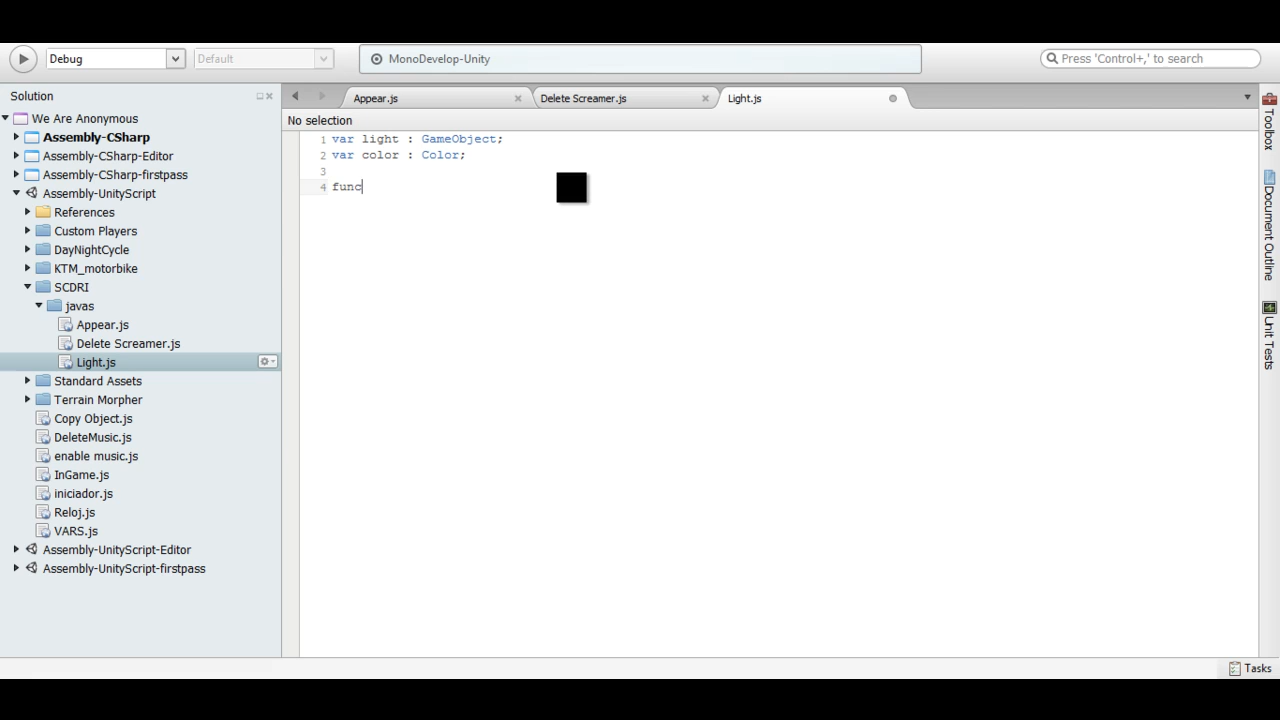 Debug
Default
MonoDevelop-Unity
Press 'Control+,' to search
Solution
We Are Anonymous
Assembly-CSharp
Assembly-CSharp-Editor
Assembly-CSharp-firstpass
Assembly-UnityScript
References
Custom Players
DayNightCycle
KTM_motorbike
SCDRI
javas
Appear.js
Delete Screamer.js
Light.js
Standard Assets
Terrain Morpher
Copy Object.js
DeleteMusic.js
enable music.js
InGame.js
iniciador.js
Reloj.js
VARS.js
Assembly-UnityScript-Editor
Assembly-UnityScript-firstpass
Appear.js
Delete Screamer.js
Light.js
No selection
1 var light : GameObject;
2 var color : Color;
3
4 func
Toolbox
Document Outline
Unit Tests
Tasks